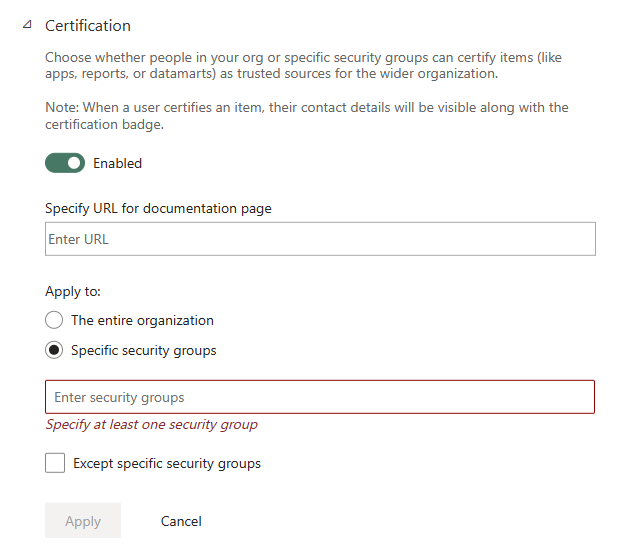 Certification
Choose whether people in your org or specific security groups can certify items (like
apps, reports, or datamarts) as trusted sources for the wider organization.
Note: When a user certifies an item, their contact details will be visible along with the
certification badge.
Enabled
Specify URL for documentation page
Enter URL
Apply to:
The entire organization
Specific security groups
Enter security groups
Specify at least one security group
Except specific security groups
Apply Cancel